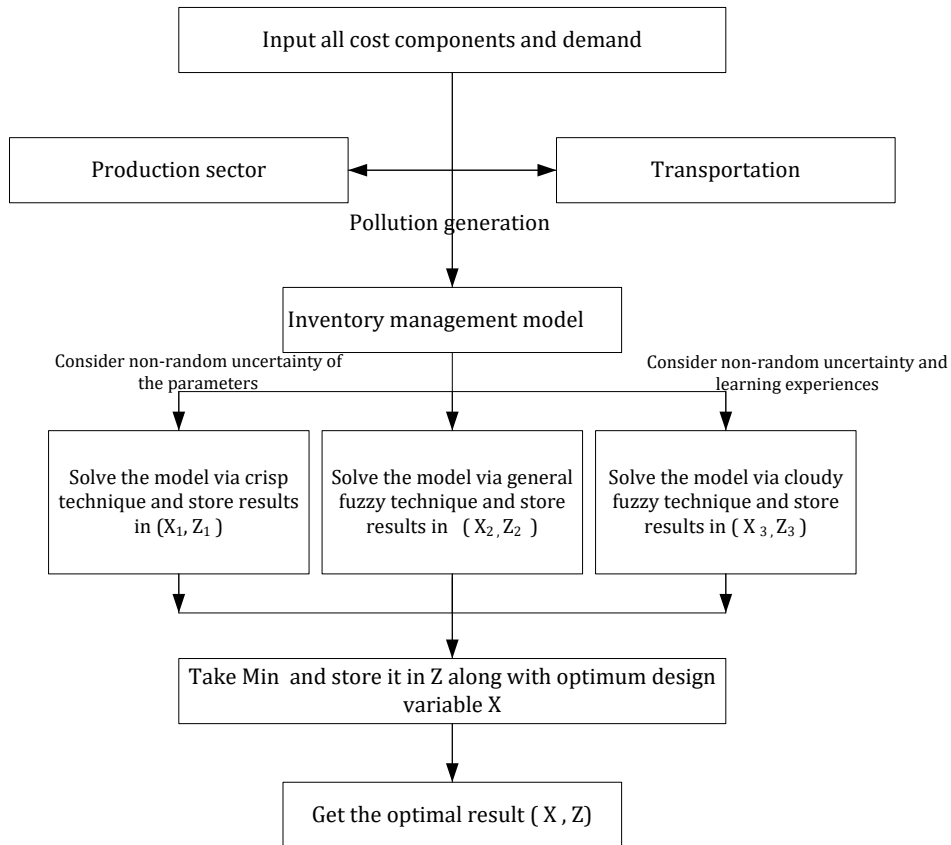 Input all cost components and demand
Production sector
Transportation
Pollution generation
Inventory management model
Consider non-random uncertainty of
the parameters
Consider non-random uncertainty and
learning experiences
Solve the model via crisp
technique and store results
in (X₁, Z₁ )
Solve the model via general
fuzzy technique and store
results in ( X₂ , Z₂ )
Solve the model via cloudy
fuzzy technique and store
results in ( X ₃ , Z₃ )
Take Min and store it in Z along with optimum design
variable X
Get the optimal result ( X , Z)